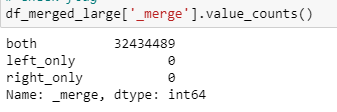 df_merged_large['_merge'].value_counts()
both 32434489
left_only 0
right_only 0
Name: _merge, dtype: int64